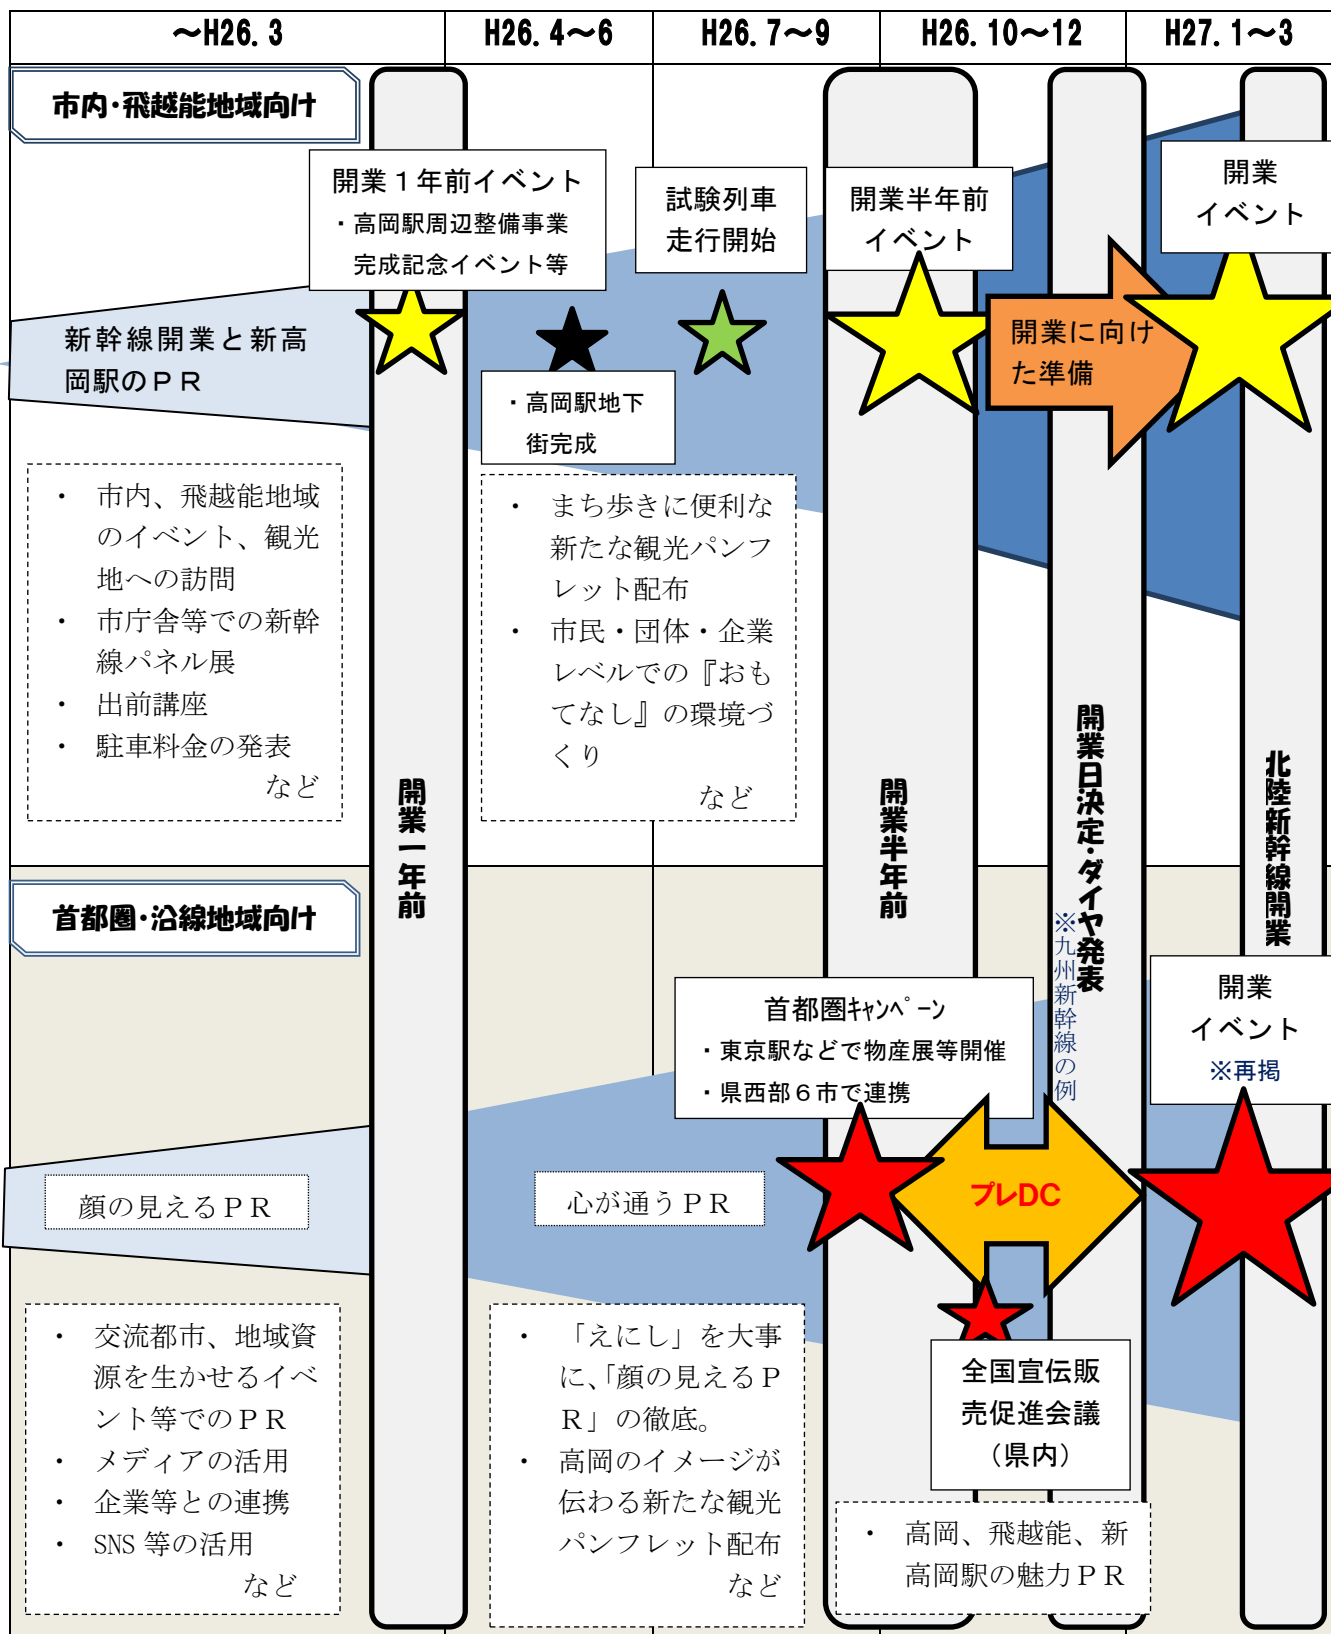 ～H26. 3
H26. 4～6
H26. 7～9
H26. 10～12
H27. 1～3
市内・飛越能地域向け
開業１年前イベント
・高岡駅周辺整備事業
完成記念イベント等
試験列車
走行開始
開業半年前
イベント
開業
イベント
新幹線開業と新高
岡駅のＰＲ
・高岡駅地下
街完成
開業に向け
た準備
・ 市内、飛越能地域
のイベント、観光
地への訪問
・ 市庁舎等での新幹
線パネル展
・ 出前講座
・ 駐車料金の発表
など
・ まち歩きに便利な
新たな観光パンフ
レット配布
・ 市民・団体・企業
レベルでの『おも
てなし』の環境づ
くり
など
開業一年前
開業半年前
開業日決定・ダイヤ発表
※九州新幹線の例
北陸新幹線開業
首都圏・沿線地域向け
首都圏ｷｬﾝﾍﾟｰﾝ
・東京駅などで物産展等開催
・県西部６市で連携
開業
イベント
※再掲
顔の見えるＰＲ
心が通うＰＲ
プレDC
全国宣伝販
売促進会議
（県内）
・ 交流都市、地域資
源を生かせるイベ
ント等でのＰＲ
・ メディアの活用
・ 企業等との連携
・ SNS 等の活用
など
・ 「えにし」を大事
に、「顔の見えるＰ
Ｒ」の徹底。
・ 高岡のイメージが
伝わる新たな観光
パンフレット配布
など
・ 高岡、飛越能、新
高岡駅の魅力ＰＲ